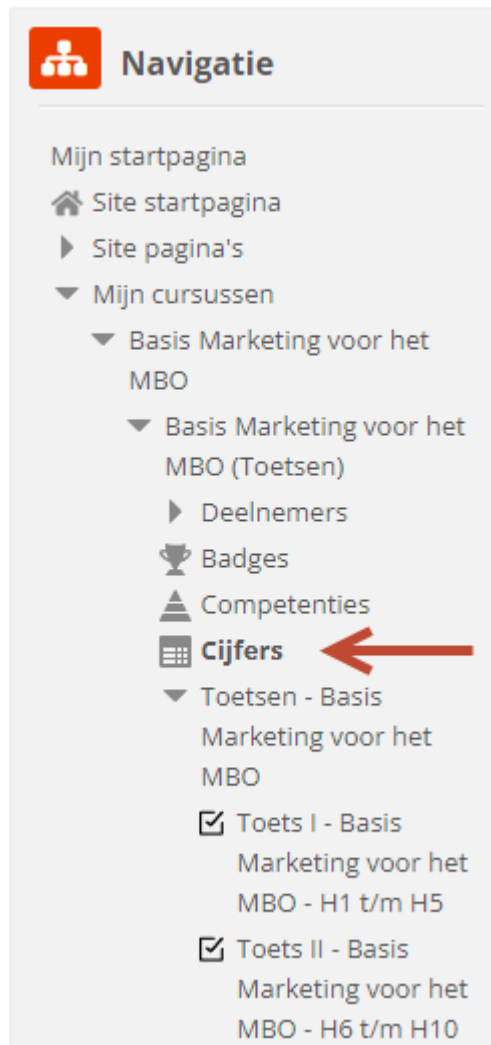 Navigatie
Mijn startpagina
Site startpagina
Site pagina's
Mijn cursussen
Basis Marketing voor het
MBO
Basis Marketing voor het
MBO (Toetsen)
Deelnemers
Badges
Competenties
Cijfers
Toetsen - Basis
Marketing voor het
MBO
Toets I - Basis
Marketing voor het
MBO - H1 t/m H5
Toets II - Basis
Marketing voor het
MBO - H6 t/m H10